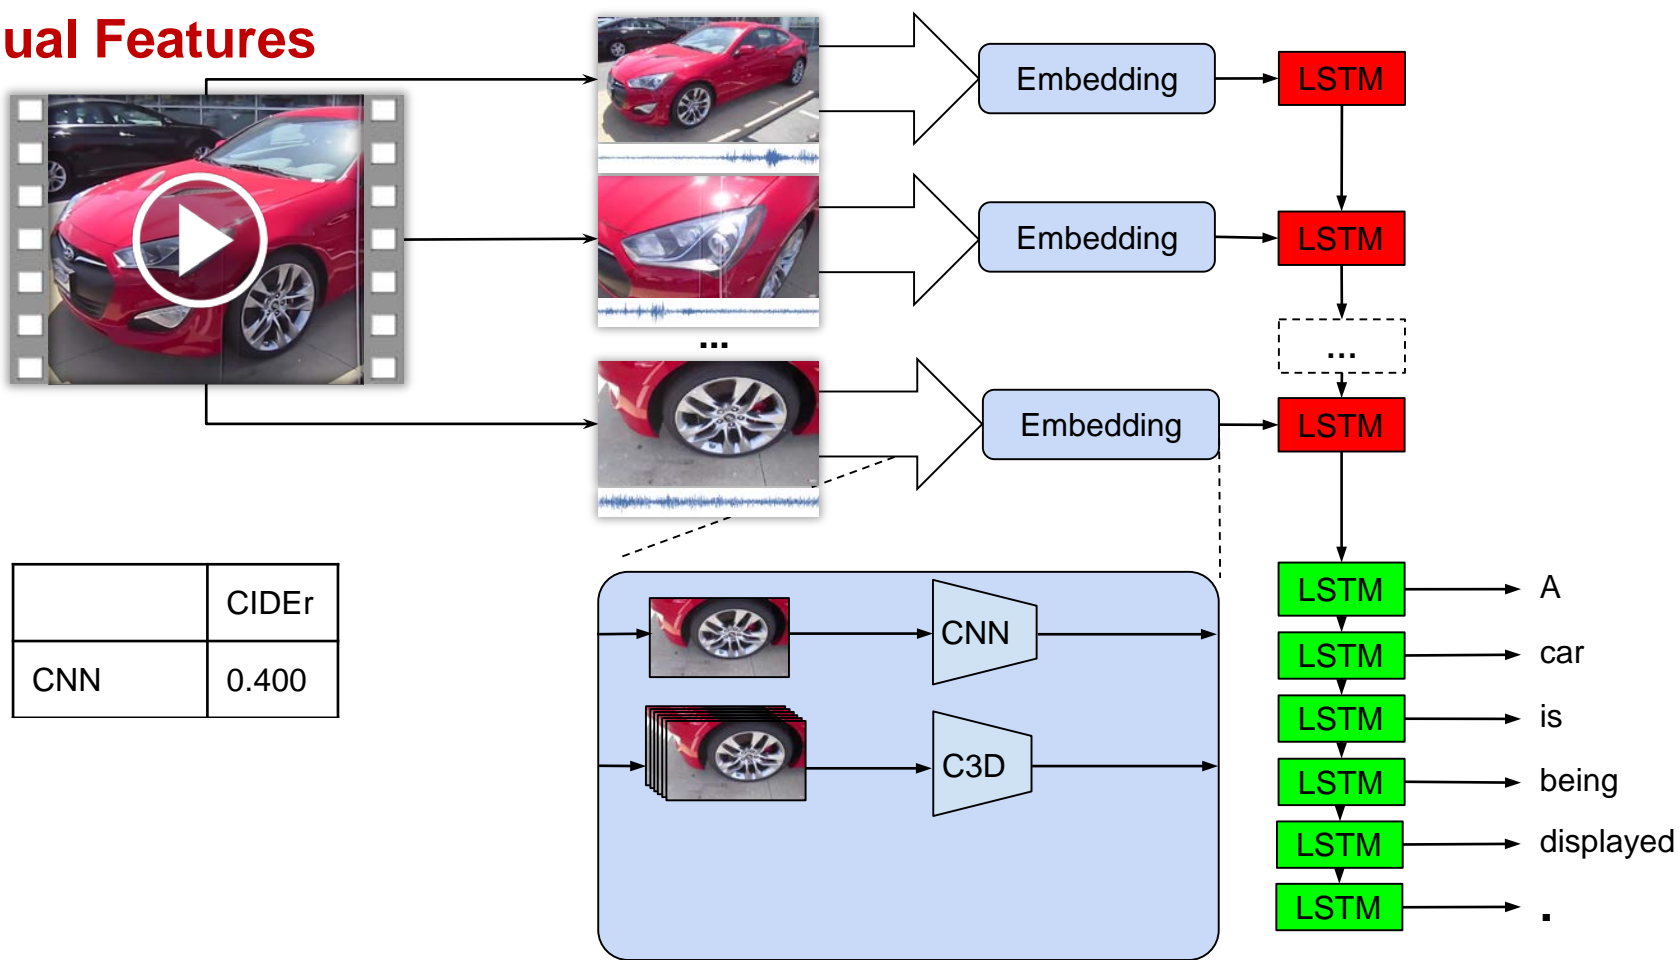 ual Features
Embedding
LSTM
Embedding
LSTM
...
...
Embedding
LSTM
CIDEr
CNN 0.400
CNN
C3D
LSTM A
LSTM car
LSTM is
LSTM being
LSTM displayed
LSTM .